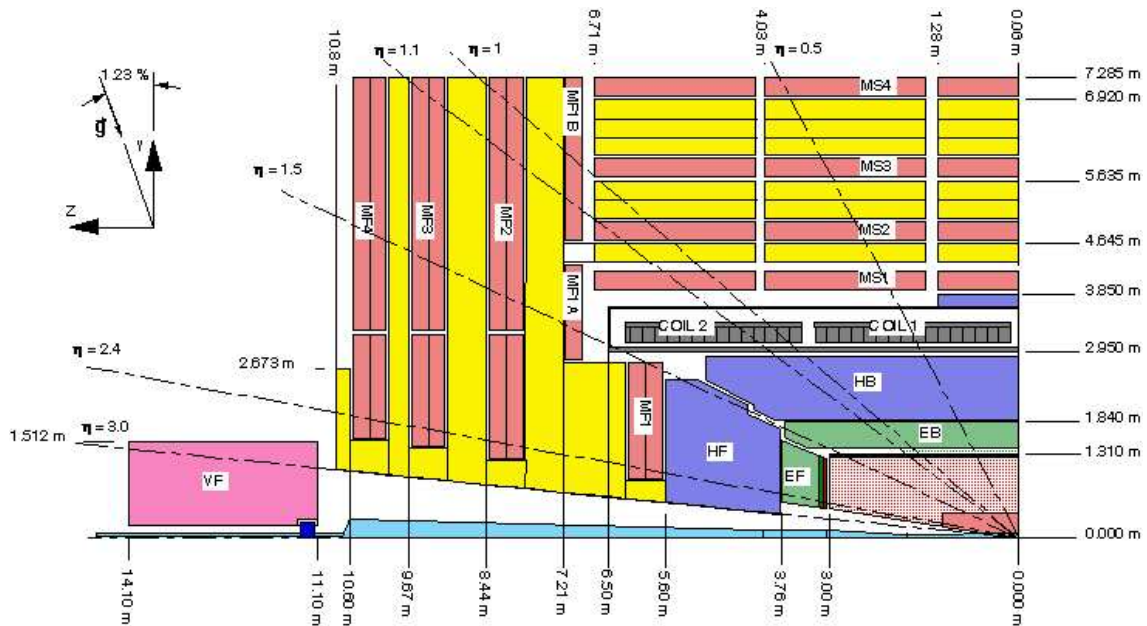 10.8 m
η = 1.1
η = 1
6.71 m
4.03 m
η = 0.5
1.28 m
0.08 m
1.23 %
g
Y
Z
η = 1.5
η = 2.4
η = 3.0
MF4
MF3
MF2
MF1B
MF1A
MF1
MS4
MS3
MS2
MS1
COIL 2
COIL 1
HB
EB
HF
EF
VF
7.285 m
6.920 m
5.635 m
4.645 m
3.850 m
2.950 m
1.840 m
1.310 m
0.000 m
2.673 m
1.512 m
14.10 m
11.10 m
10.60 m
9.67 m
8.44 m
7.21 m
6.50 m
5.60 m
3.76 m
3.00 m
0.000 m